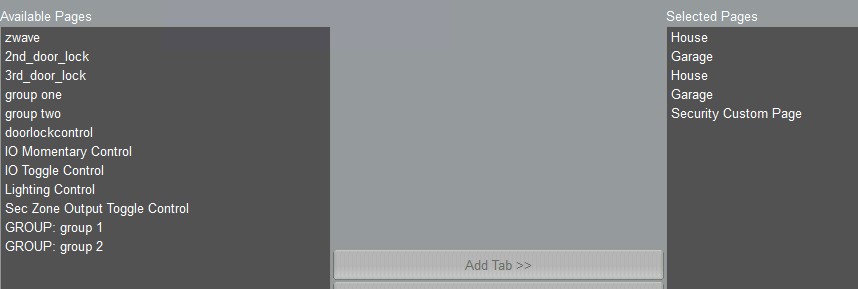 Available Pages
zwave
2nd_door_lock
3rd_door_lock
group one
group two
doorlockcontrol
IO Momentary Control
IO Toggle Control
Lighting Control
Sec Zone Output Toggle Control
GROUP: group 1
GROUP: group 2
Add Tab >>
Selected Pages
House
Garage
House
Garage
Security Custom Page